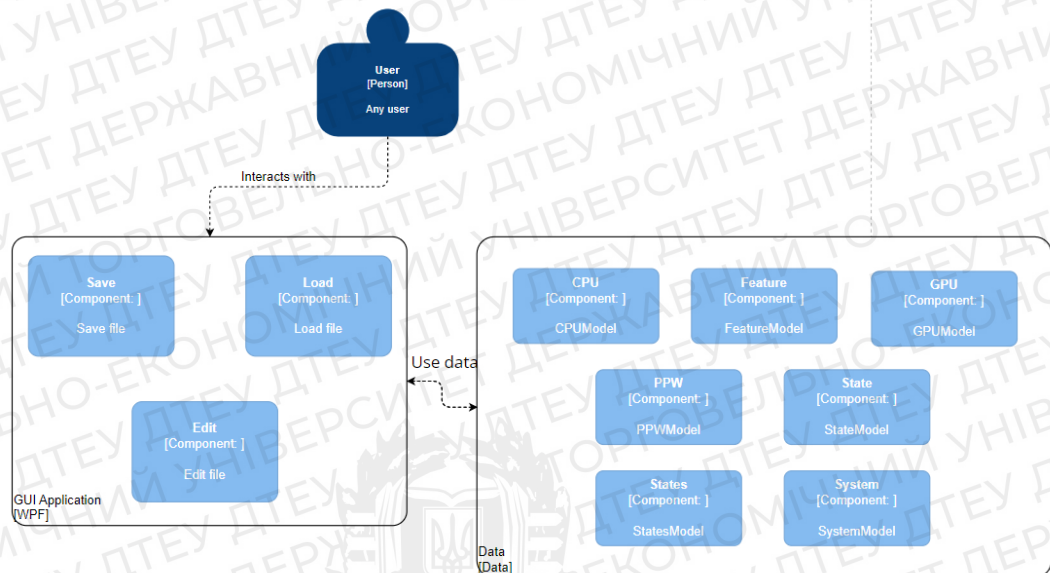 User
[Person]
Any user
Interacts with
Save
[Component: ]
Save file
Load
[Component: ]
Load file
Edit
[Component: ]
Edit file
GUI Application
[WPF]
Use data
CPU
[Component: ]
CPUModel
Feature
[Component: ]
FeatureModel
GPU
[Component: ]
GPUModel
PPW
[Component: ]
PPWModel
State
[Component: ]
StateModel
States
[Component: ]
StatesModel
System
[Component: ]
SystemModel
Data
[Data]